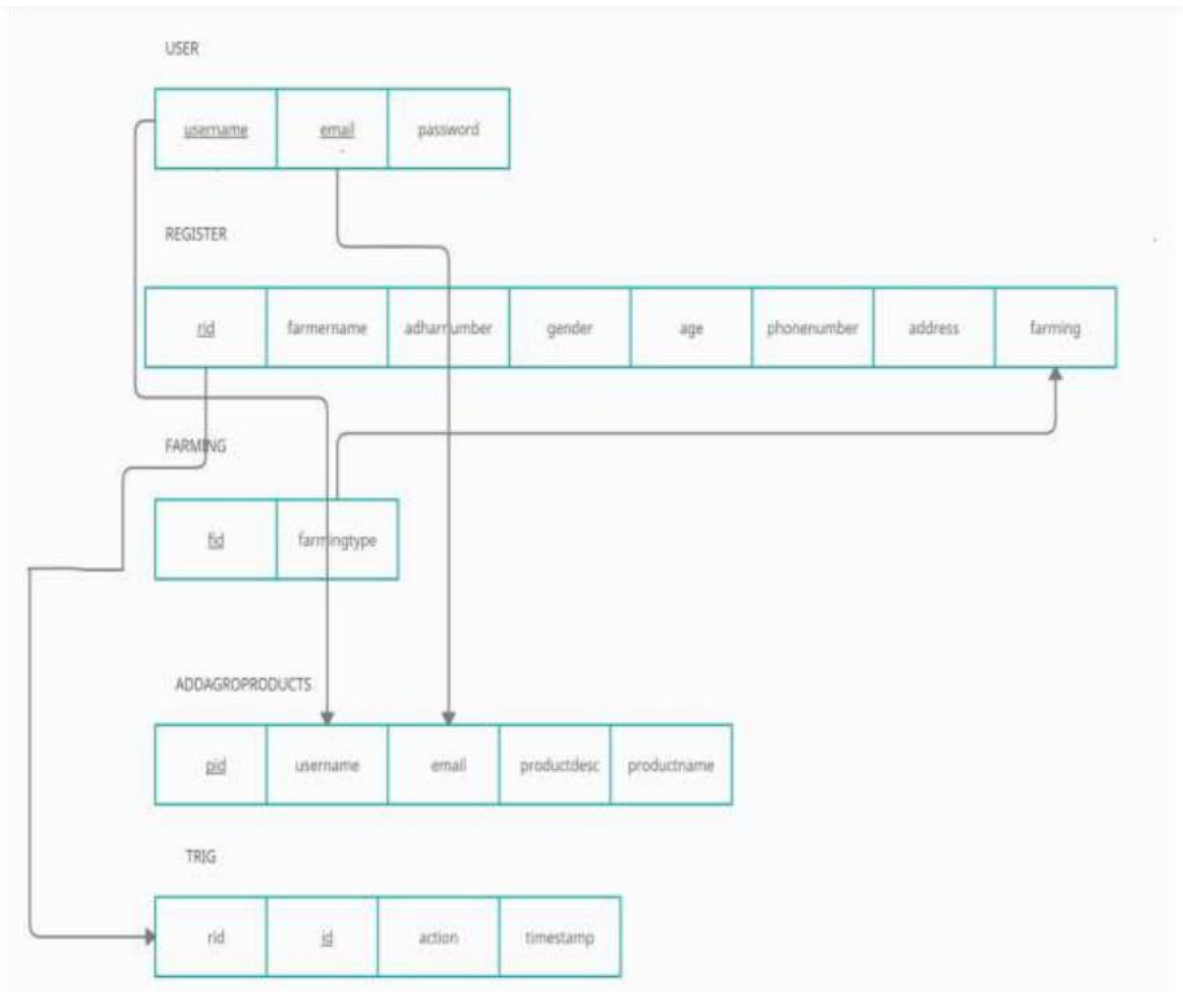 USER
username email password
REGISTER
rid farmername adharnumber gender age phonenumber address farming
FARMING
fid farmingtype
ADDAGROPRODUCTS
pid username email productdesc productname
TRIG
rid id action timestamp